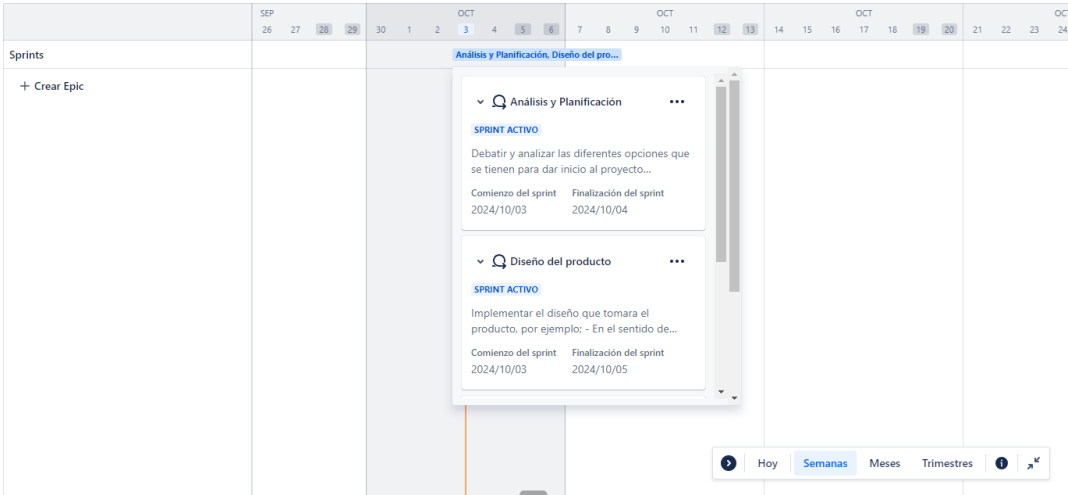 SEP OCT OCT OCT OC
26 27 28 29 30 1 2 3 4 5 6 7 8 9 10 11 12 13 14 15 16 17 18 19 20 21 22 23 24
Sprints
Análisis y Planificación, Diseño del pro...
+ Crear Epic
Análisis y Planificación
SPRINT ACTIVO
Debatir y analizar las diferentes opciones que
se tienen para dar inicio al proyecto...
Comienzo del sprint Finalización del sprint
2024/10/03 2024/10/04
Diseño del producto
SPRINT ACTIVO
Implementar el diseño que tomara el
producto, por ejemplo; - En el sentido de...
Comienzo del sprint Finalización del sprint
2024/10/03 2024/10/05
Hoy Semanas Meses Trimestres